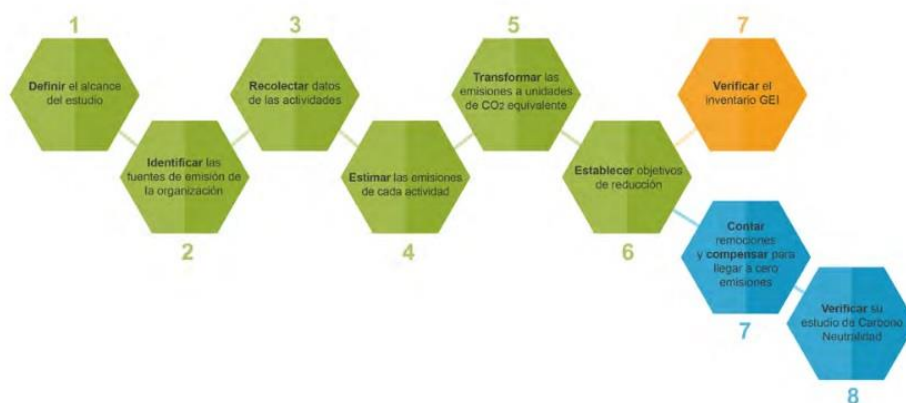 1
Definir el alcance
del estudio
Identificar las
fuentes de emisión de
la organización
2
3
Recolectar datos
de las actividades
Estimar las emisiones
de cada actividad
4
5
Transformar las
emisiones a unidades
de CO₂ equivalente
Establecer objetivos
de reducción
6
7
Verificar el
inventario GEI
Contar
remociones
y compensar para
llegar a cero
emisiones
7
Verificar su
estudio de Carbono
Neutralidad
8